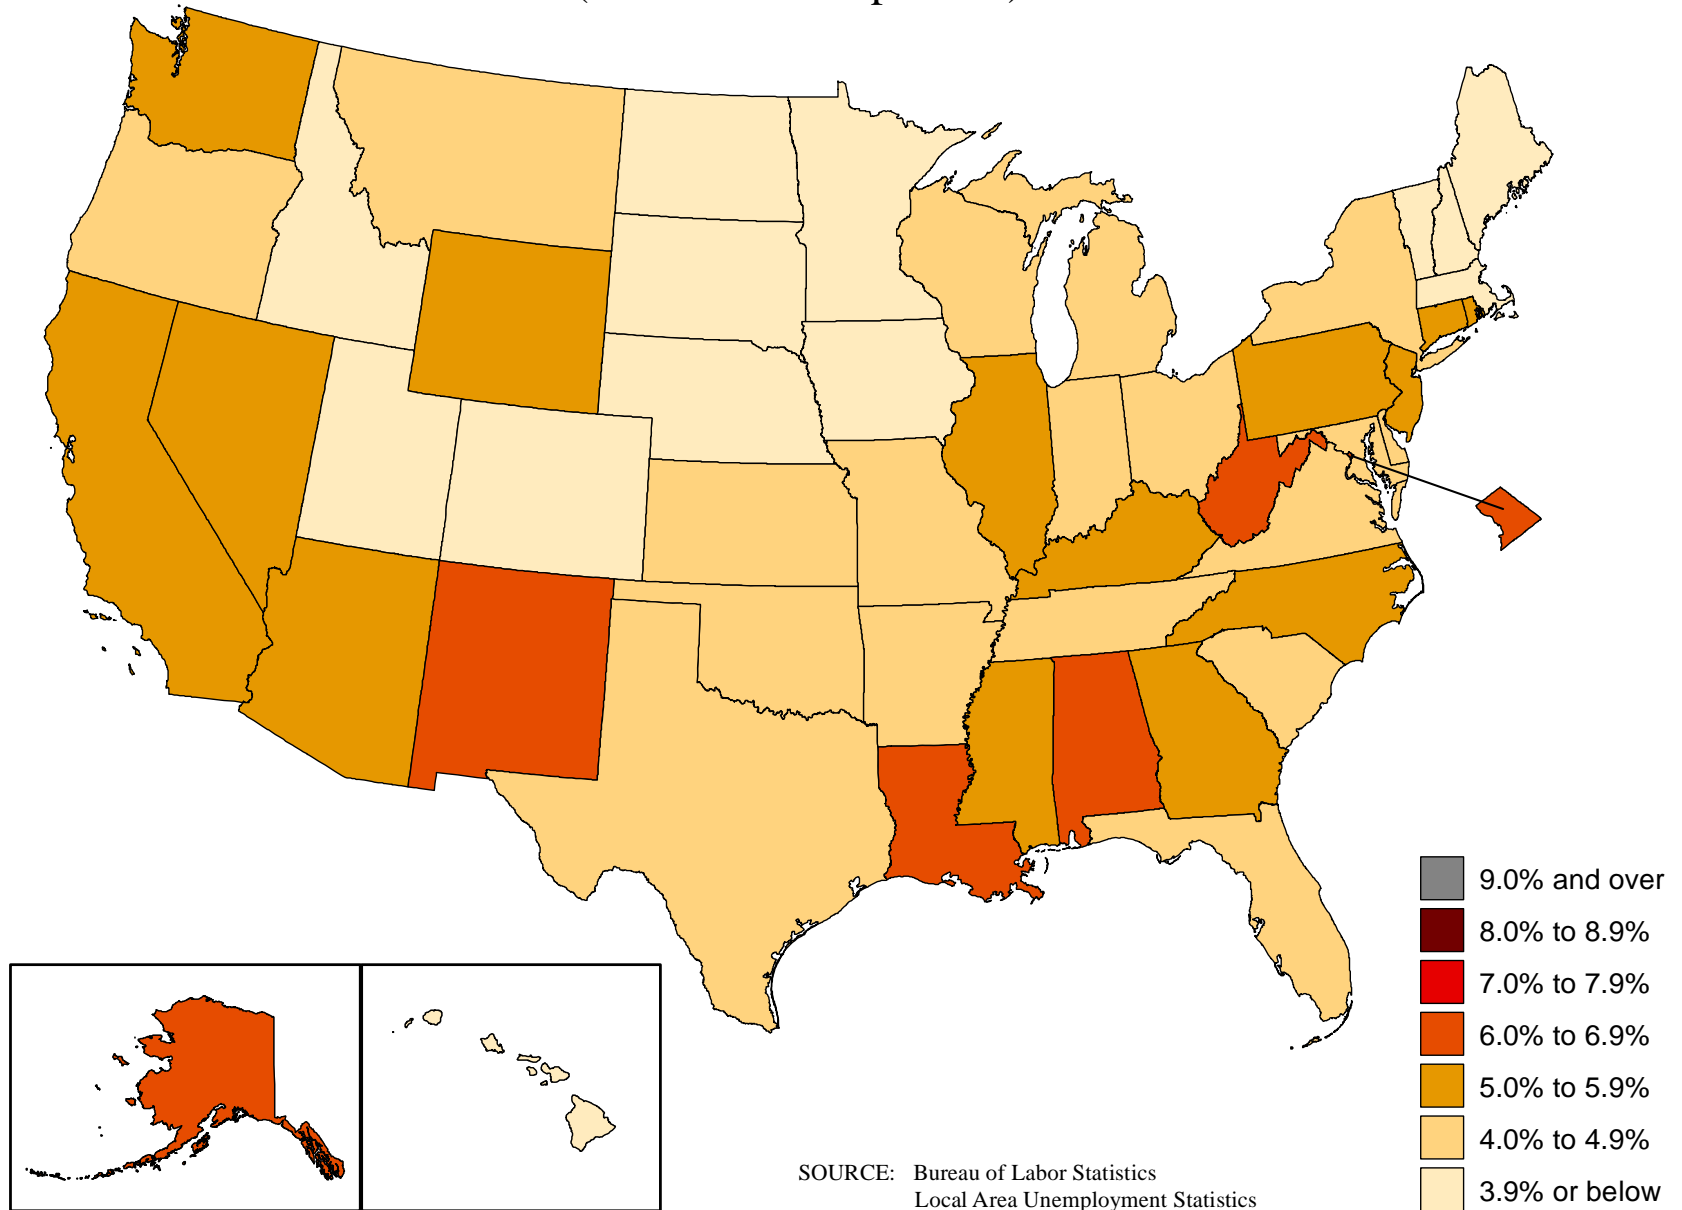 9.0% and over
8.0% to 8.9%
7.0% to 7.9%
6.0% to 6.9%
5.0% to 5.9%
4.0% to 4.9%
3.9% or below
SOURCE: Bureau of Labor Statistics
Local Area Unemployment Statistics